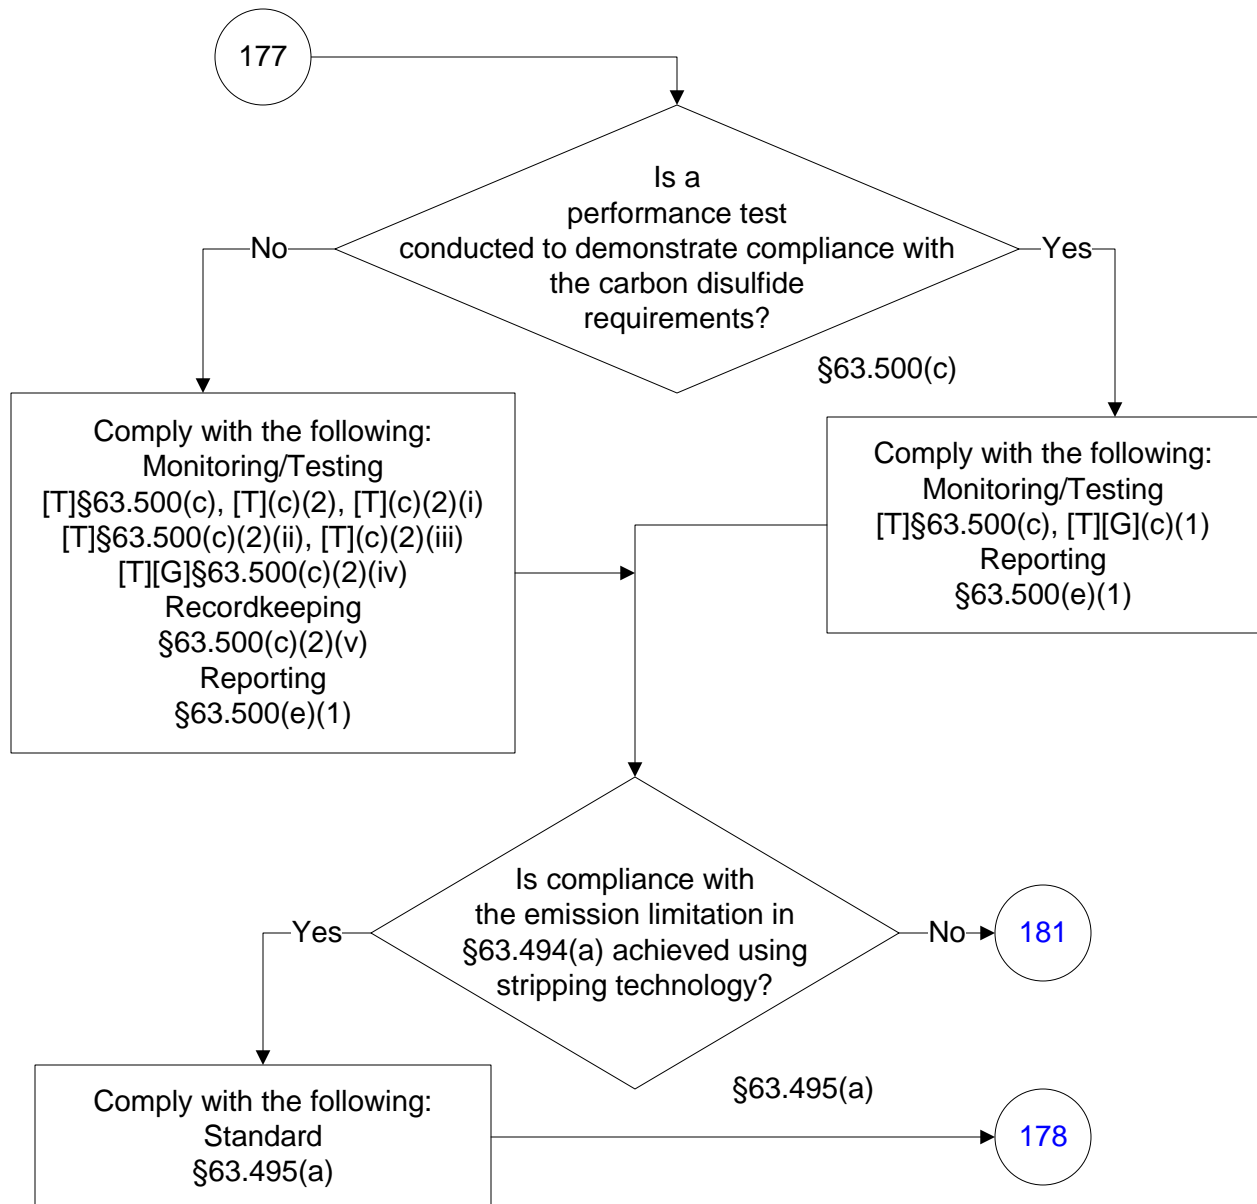 177
Is a
performance test
conducted to demonstrate compliance with
the carbon disulfide
requirements?
No
Yes
§63.500(c)
Comply with the following:
Monitoring/Testing
[T]§63.500(c), [T](c)(2), [T](c)(2)(i)
[T]§63.500(c)(2)(ii), [T](c)(2)(iii)
[T][G]§63.500(c)(2)(iv)
Recordkeeping
§63.500(c)(2)(v)
Reporting
§63.500(e)(1)
Comply with the following:
Monitoring/Testing
[T]§63.500(c), [T][G](c)(1)
Reporting
§63.500(e)(1)
Is compliance with
the emission limitation in
§63.494(a) achieved using
stripping technology?
Yes
No
181
§63.495(a)
Comply with the following:
Standard
§63.495(a)
178